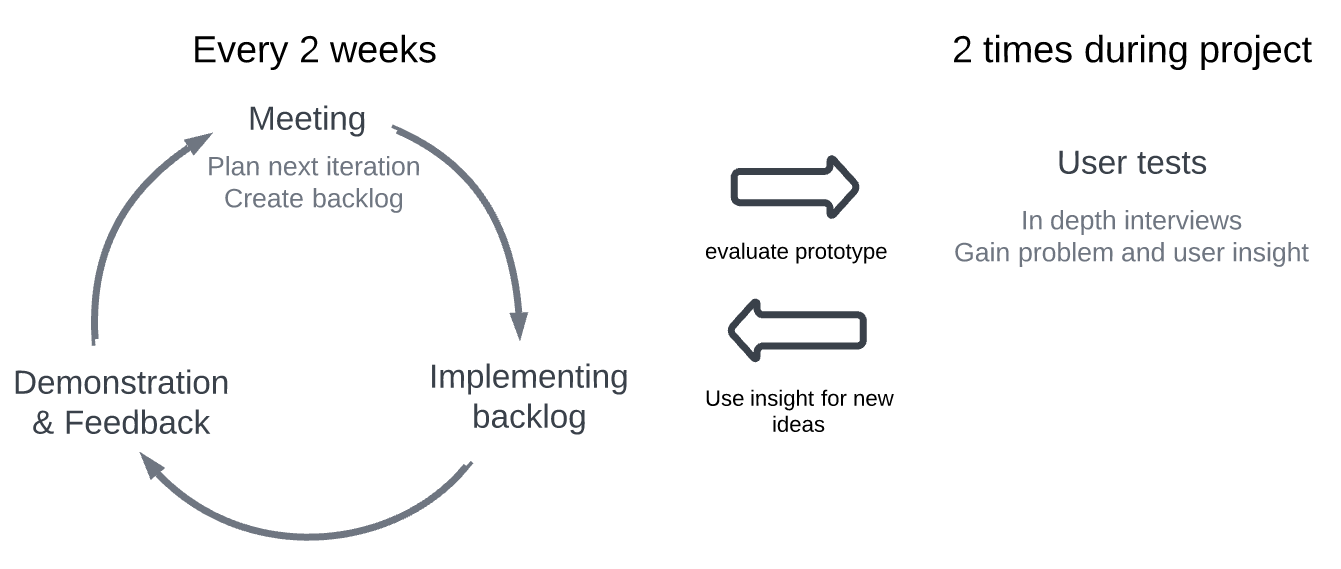 Every 2 weeks
2 times during project
Meeting
Plan next iteration
Create backlog
Implementing
backlog
Demonstration
& Feedback
evaluate prototype
Use insight for new
ideas
User tests
In depth interviews
Gain problem and user insight